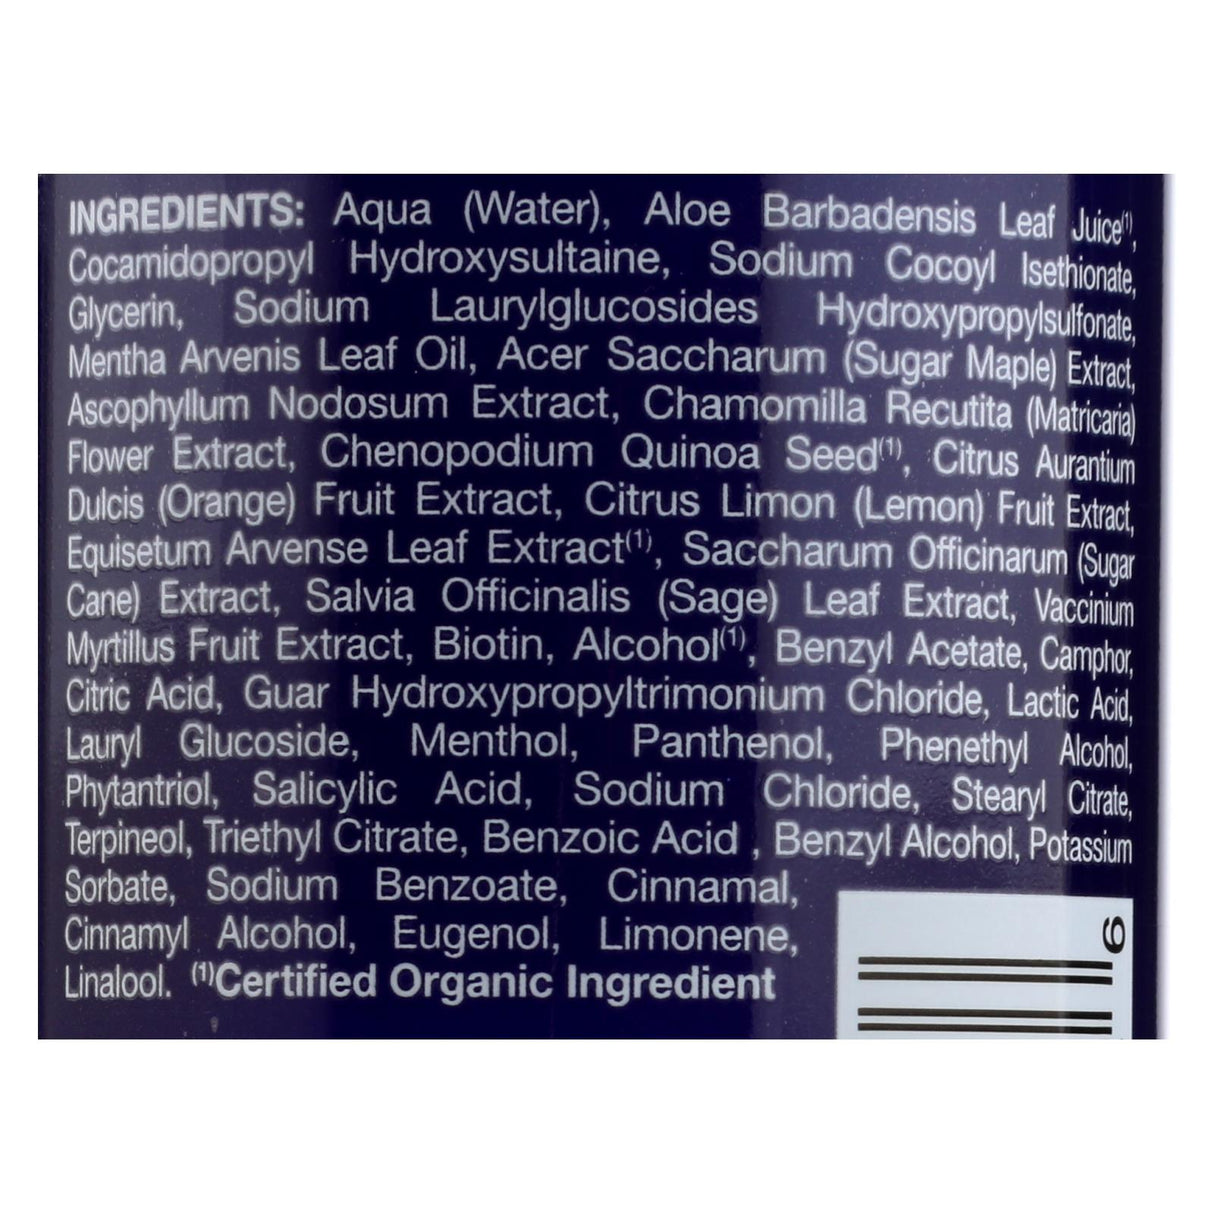 INGREDIENTS: Aqua (Water), Aloe Barbadensis Leaf Juice⁽¹⁾,
Cocamidopropyl Hydroxysultaine, Sodium Cocoyl Isethionate,
Glycerin, Sodium Laurylglucosides Hydroxypropylsulfonate,
Mentha Arvenis Leaf Oil, Acer Saccharum (Sugar Maple) Extract,
Ascophyllum Nodosum Extract, Chamomilla Recutita (Matricaria)
Flower Extract, Chenopodium Quinoa Seed⁽¹⁾, Citrus Aurantium
Dulcis (Orange) Fruit Extract, Citrus Limon (Lemon) Fruit Extract,
Equisetum Arvense Leaf Extract⁽¹⁾, Saccharum Officinarum (Sugar
Cane) Extract, Salvia Officinalis (Sage) Leaf Extract, Vaccinium
Myrtillus Fruit Extract, Biotin, Alcohol⁽¹⁾, Benzyl Acetate, Camphor,
Citric Acid, Guar Hydroxypropyltrimonium Chloride, Lactic Acid,
Lauryl Glucoside, Menthol, Panthenol, Phenethyl Alcohol,
Phytantriol, Salicylic Acid, Sodium Chloride, Stearyl Citrate,
Terpineol, Triethyl Citrate, Benzoic Acid , Benzyl Alcohol, Potassium
Sorbate, Sodium Benzoate, Cinnamal,
Cinnamyl Alcohol, Eugenol, Limonene,
Linalool. ⁽¹⁾Certified Organic Ingredient
9